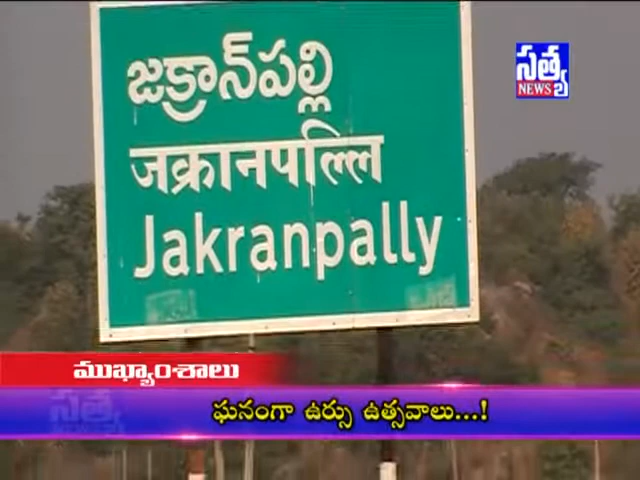 సత్య
NEWS
జక్రాన్‌పల్లి
जक्रानपल्लि
Jakranpally
ముఖ్యాంశాలు
ఘనంగా ఉర్సు ఉత్సవాలు...!